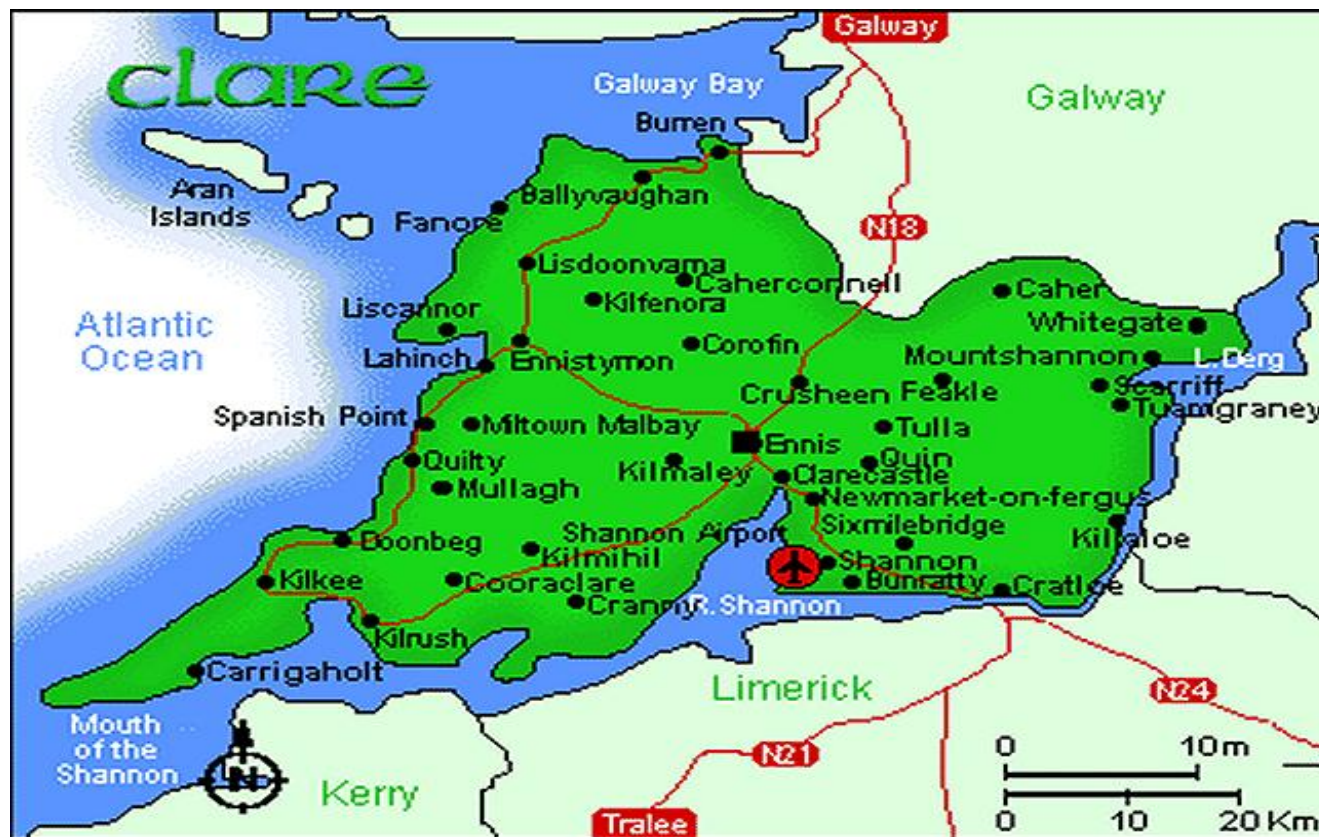 Clare
Galway
Galway Bay
Burren
Galway
Aran
Islands
Ballyvaughan
Fanore
N18
Lisdoonvarna
Caherconnell
Kilfenora
Caher
Liscannor
Whitegate
Atlantic
Ocean
Lahinch
Ennistymon
Corofin
Mountshannon
L.Derg
Crusheen
Feakle
Scarriff
Tuamgraney
Spanish Point
Miltown Malbay
Tulla
Ennis
Quilty
Kilmaley
Quin
Clarecastle
Mullagh
Newmarket-on-fergus
Shannon Airport
Sixmilebridge
Killaloe
Doonbeg
Kilmihil
Shannon
Kilkee
Cooraclare
Bunratty
Cratloe
Cranny
R.Shannon
Kilrush
Carrigaholt
Limerick
N24
Mouth
of the
Shannon
N21
N
Kerry
Tralee
0 10m
0 10 20 Km